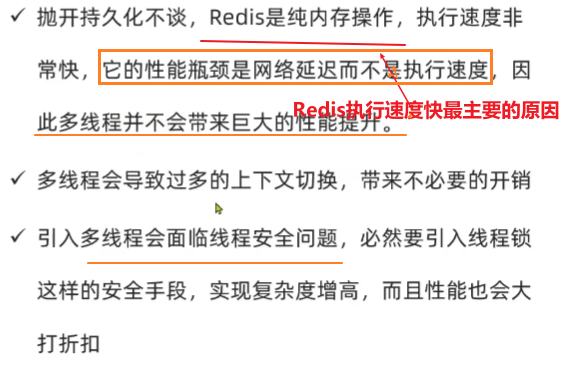 ✓ 抛开持久化不谈，Redis是纯内存操作，执行速度非
常快，它的性能瓶颈是网络延迟而不是执行速度，因
Redis执行速度快最主要的原因
此多线程并不会带来巨大的性能提升。
✓ 多线程会导致过多的上下文切换，带来不必要的开销
✓ 引入多线程会面临线程安全问题，必然要引入线程锁
这样的安全手段，实现复杂度增高，而且性能也会大
打折扣